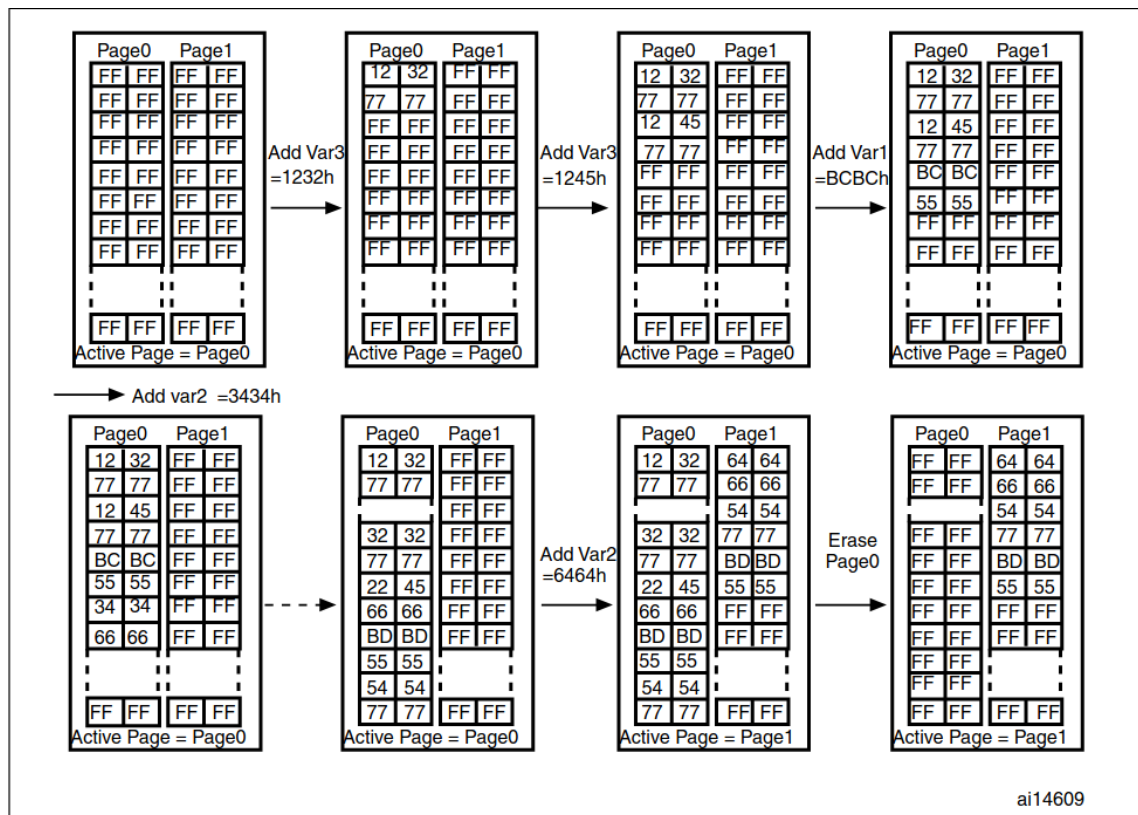 Page0 Page1
FF FF FF FF
FF FF FF FF
FF FF FF FF
FF FF FF FF
FF FF FF FF
FF FF FF FF
FF FF FF FF
FF FF FF FF
FF FF FF FF
Active Page = Page0
Add Var3
=1232h
Page0 Page1
12 32 FF FF
77 77 FF FF
FF FF FF FF
FF FF FF FF
FF FF FF FF
FF FF FF FF
FF FF FF FF
FF FF FF FF
FF FF FF FF
Active Page = Page0
Add Var3
=1245h
Page0 Page1
12 32 FF FF
77 77 FF FF
12 45 FF FF
77 77 FF FF
FF FF FF FF
FF FF FF FF
FF FF FF FF
FF FF FF FF
FF FF FF FF
Active Page = Page0
Add Var1
=BCBCh
Page0 Page1
12 32 FF FF
77 77 FF FF
12 45 FF FF
77 77 FF FF
BC BC FF FF
55 55 FF FF
FF FF FF FF
FF FF FF FF
FF FF FF FF
Active Page = Page0
Add var2 =3434h
Page0 Page1
12 32 FF FF
77 77 FF FF
12 45 FF FF
77 77 FF FF
BC BC FF FF
55 55 FF FF
34 34 FF FF
66 66 FF FF
FF FF FF FF
Active Page = Page0
Page0 Page1
12 32 FF FF
77 77 FF FF
FF FF
32 32 FF FF
77 77 FF FF
22 45 FF FF
66 66 FF FF
BD BD FF FF
55 55
54 54
77 77 FF FF
Active Page = Page0
Add Var2
=6464h
Page0 Page1
12 32 64 64
77 77 66 66
54 54
32 32 77 77
77 77 BD BD
22 45 55 55
66 66 FF FF
BD BD FF FF
55 55
54 54
77 77 FF FF
Active Page = Page1
Erase
Page0
Page0 Page1
FF FF 64 64
FF FF 66 66
54 54
FF FF 77 77
FF FF BD BD
FF FF 55 55
FF FF FF FF
FF FF FF FF
FF FF
FF FF
FF FF FF FF
Active Page = Page1
ai14609